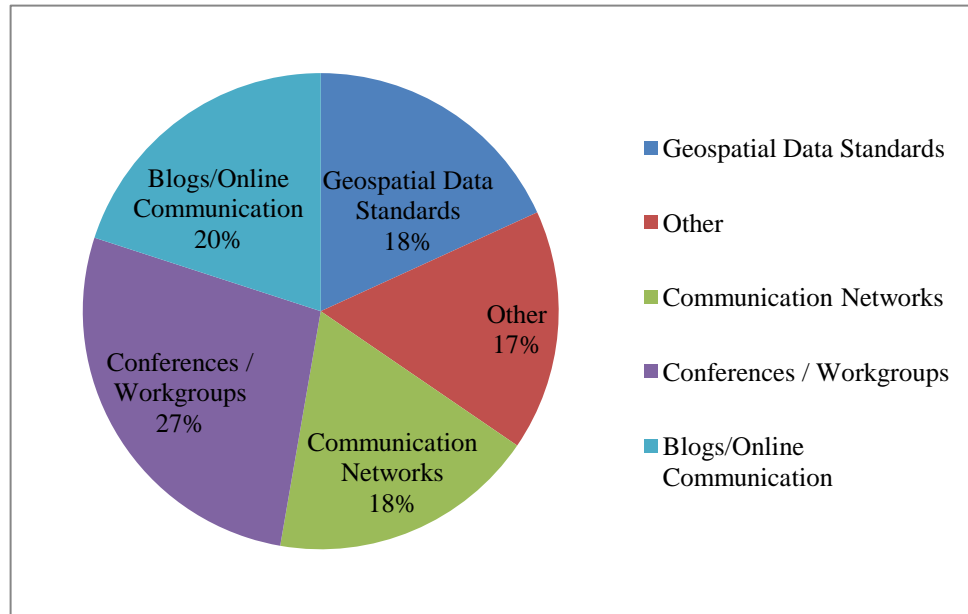 Blogs/Online
Communication
20%
Geospatial Data
Standards
18%
Other
17%
Conferences /
Workgroups
27%
Communication
Networks
18%
Geospatial Data Standards
Other
Communication Networks
Conferences / Workgroups
Blogs/Online
Communication